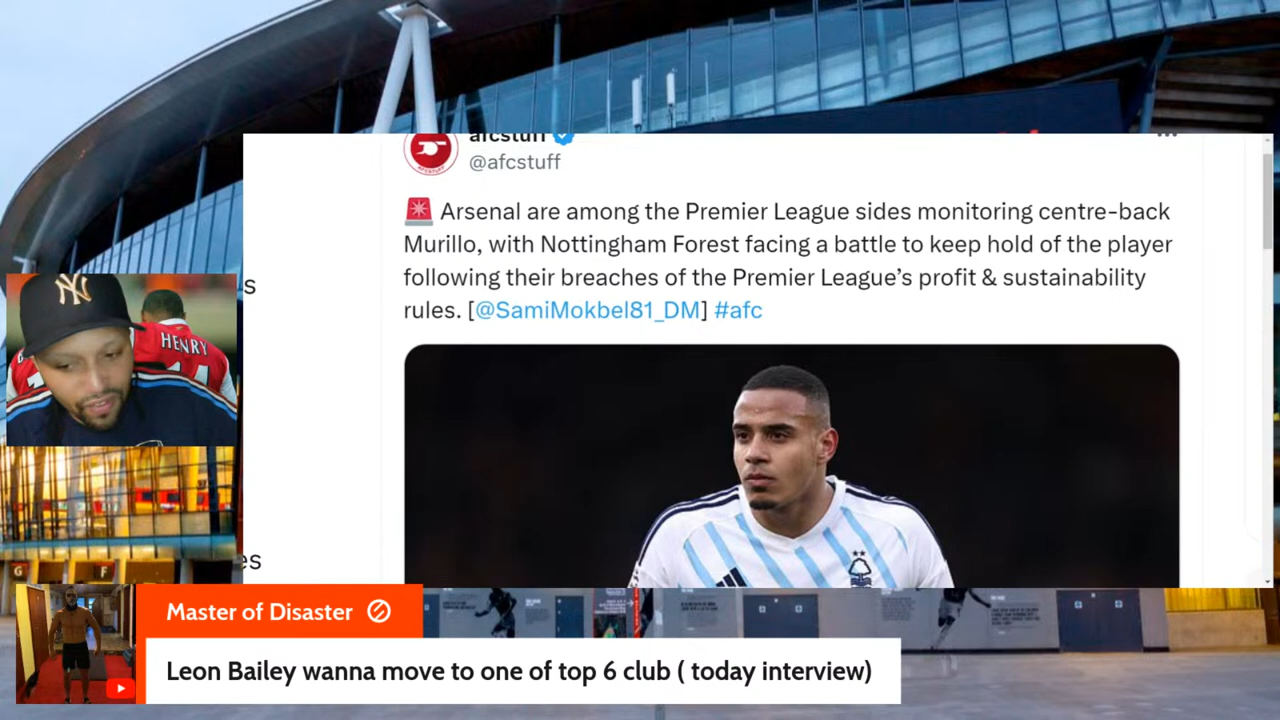 afcstuff
@afcstuff
🚨 Arsenal are among the Premier League sides monitoring centre-back
Murillo, with Nottingham Forest facing a battle to keep hold of the player
following their breaches of the Premier League’s profit & sustainability
rules. [@SamiMokbel81_DM] #afc
s
HENRY
14
NY
es
G
F
Master of Disaster
Leon Bailey wanna move to one of top 6 club ( today interview)